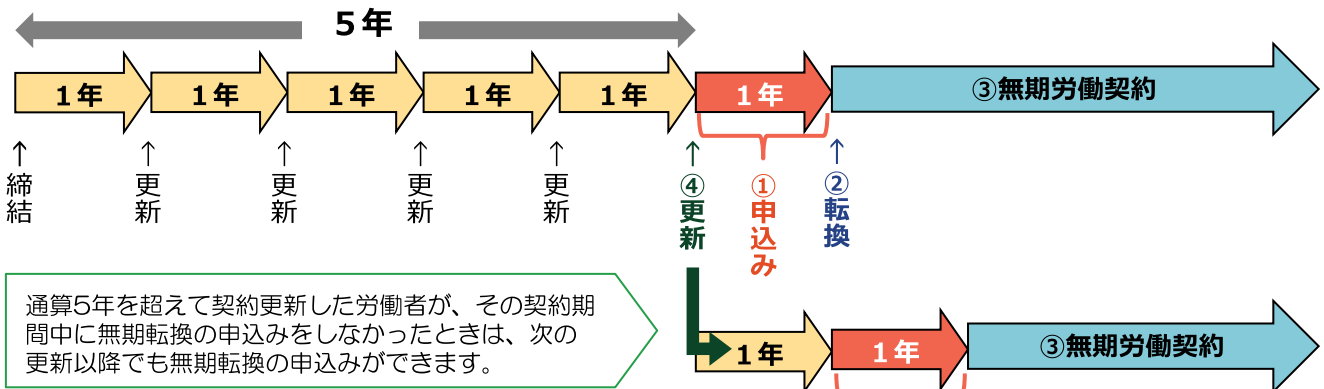 5年
1年 1年 1年 1年 1年 1年 ③無期労働契約
↑締結 ↑更新 ↑更新 ↑更新 ↑更新 ↑④更新 ①申込み ↑②転換
通算5年を超えて契約更新した労働者が、その契約期
間中に無期転換の申込みをしなかったときは、次の
更新以降でも無期転換の申込みができます。
1年 1年 ③無期労働契約